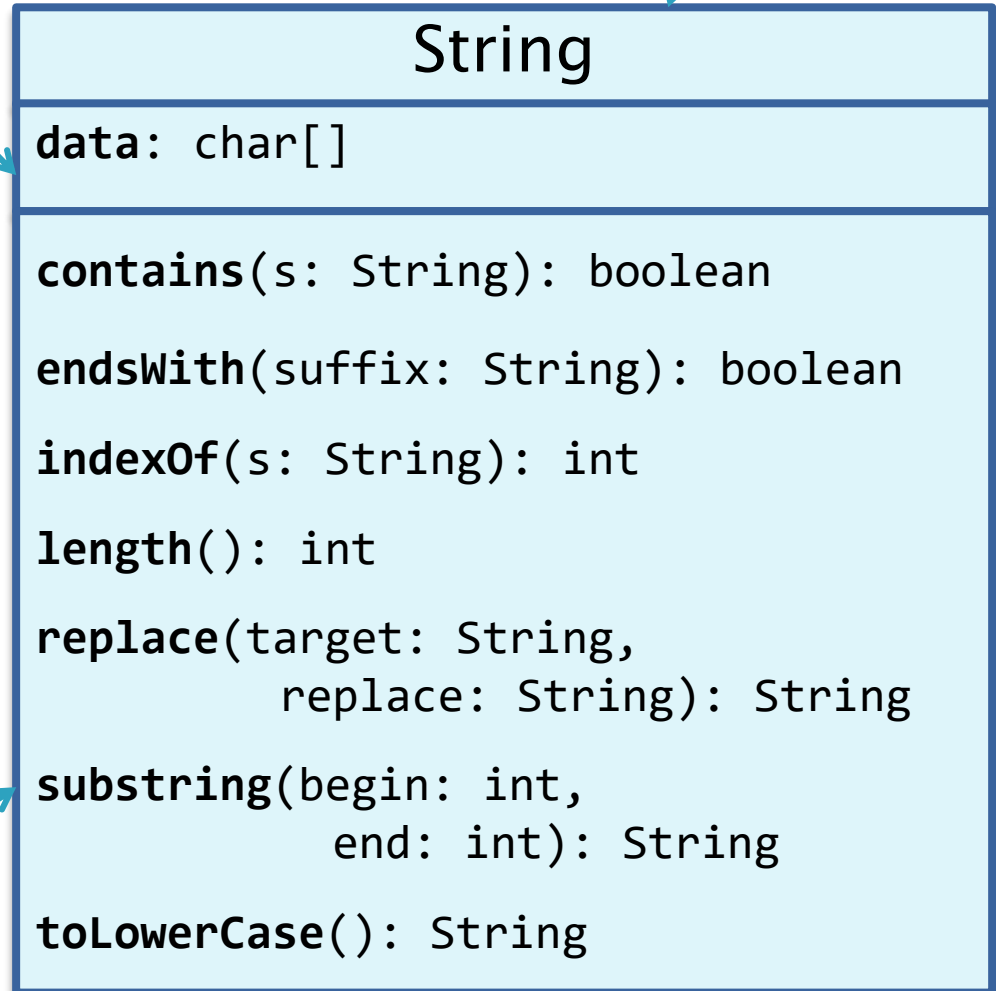 String
data: char[]
contains(s: String): boolean
endsWith(suffix: String): boolean
indexOf(s: String): int
length(): int
replace(target: String,
replace: String): String
substring(begin: int,
end: int): String
toLowerCase(): String